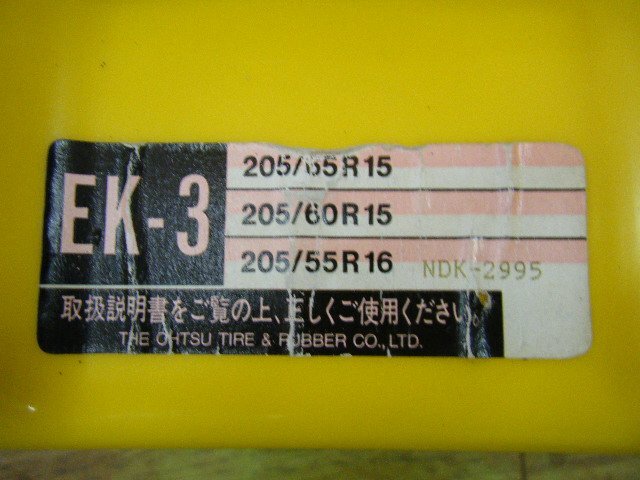 EK-3
205/65R15
205/60R15
205/55R16 NDK-2995
取扱説明書をご覧の上、正しくご使用ください。
THE OHTSU TIRE & RUBBER CO., LTD.